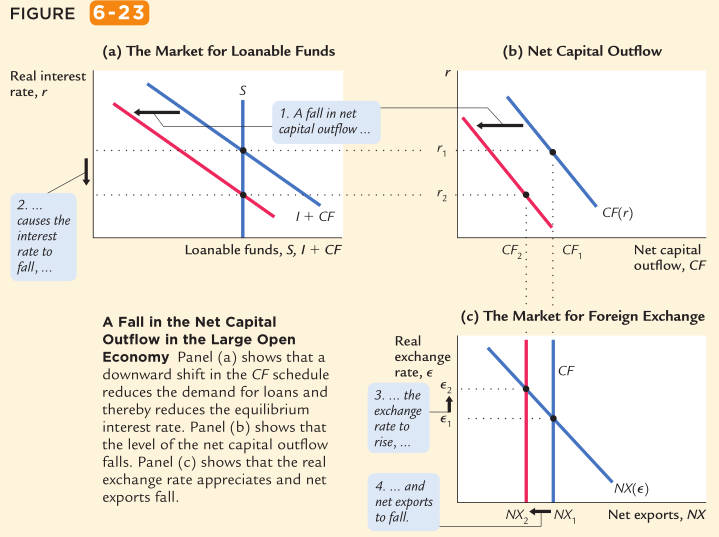 FIGURE 6-23
(a) The Market for Loanable Funds
Real interest
rate, r
S
1. A fall in net
capital outflow ...
2. ...
causes the
interest
rate to
fall, ...
I + CF
Loanable funds, S, I + CF
(b) Net Capital Outflow
r
r1
r2
CF(r)
CF2
CF1
Net capital
outflow, CF
A Fall in the Net Capital
Outflow in the Large Open
Economy Panel (a) shows that a
downward shift in the CF schedule
reduces the demand for loans and
thereby reduces the equilibrium
interest rate. Panel (b) shows that
the level of the net capital outflow
falls. Panel (c) shows that the real
exchange rate appreciates and net
exports fall.
(c) The Market for Foreign Exchange
Real
exchange
rate, ϵ
CF
ϵ2
ϵ1
3. ... the
exchange
rate to
rise, ...
4. ... and
net exports
to fall.
NX(ϵ)
NX2
NX1
Net exports, NX